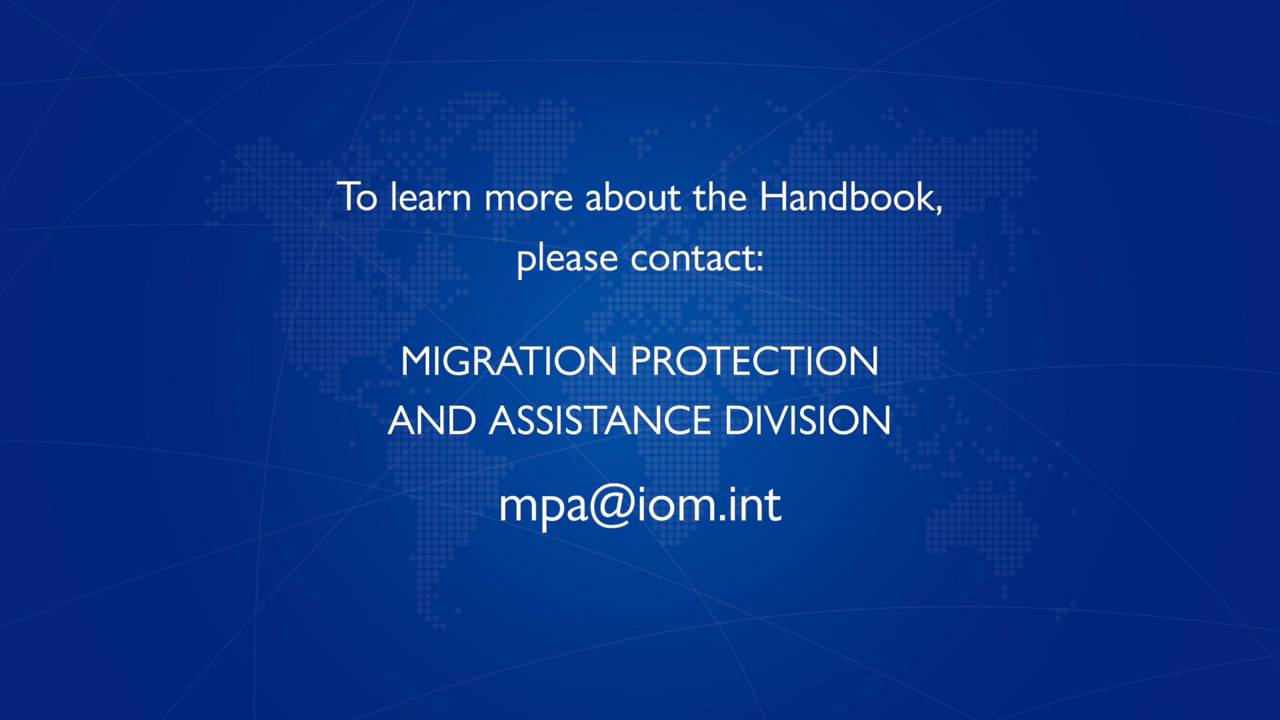 To learn more about the Handbook,
please contact:
MIGRATION PROTECTION
AND ASSISTANCE DIVISION
mpa@iom.int